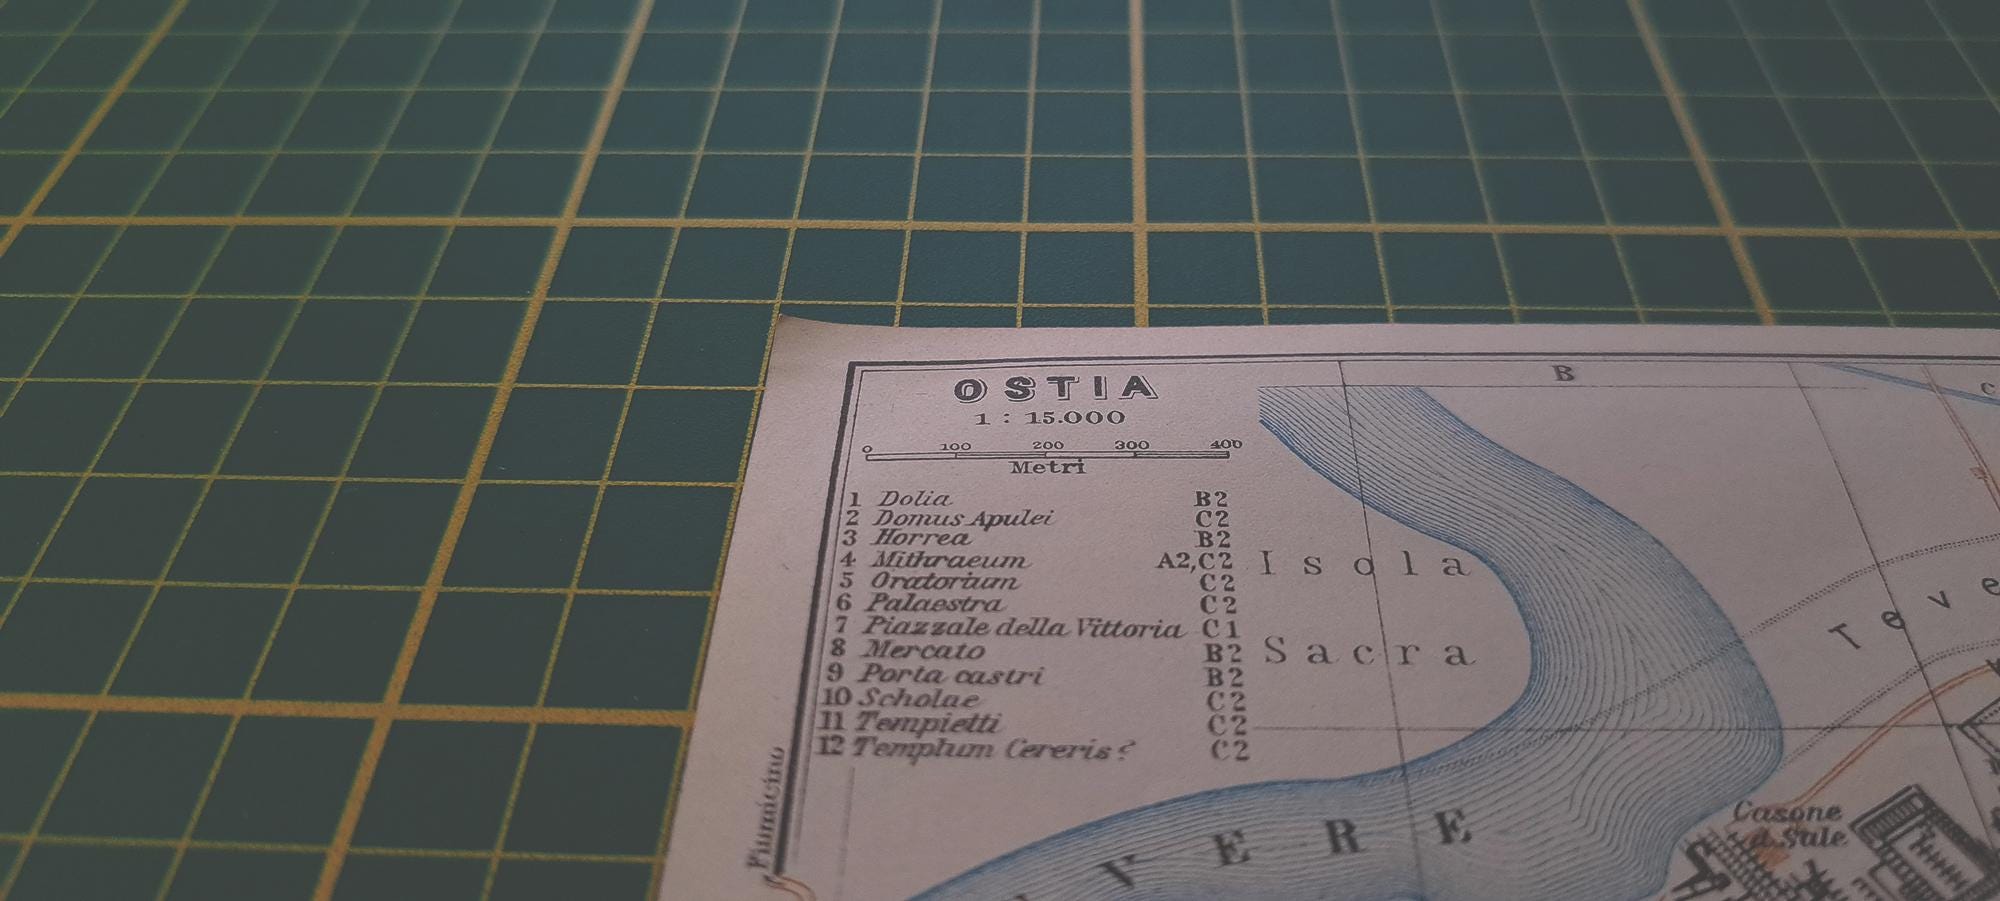 OSTIA
1 : 15.000
0 100 200 300 400
Metri
1 Dolia B2
2 Domus Apulei C2
3 Horrea B2
4 Mithraeum A2,C2
5 Oratorium C2
6 Palaestra C2
7 Piazzale della Vittoria C1
8 Mercato B2
9 Porta castri B2
10 Scholae C2
11 Tempietti C2
12 Templum Cereris? C2
B
C
Isola
Sacra
Teve
VERE
Casone
d. Sale
Fiumicino